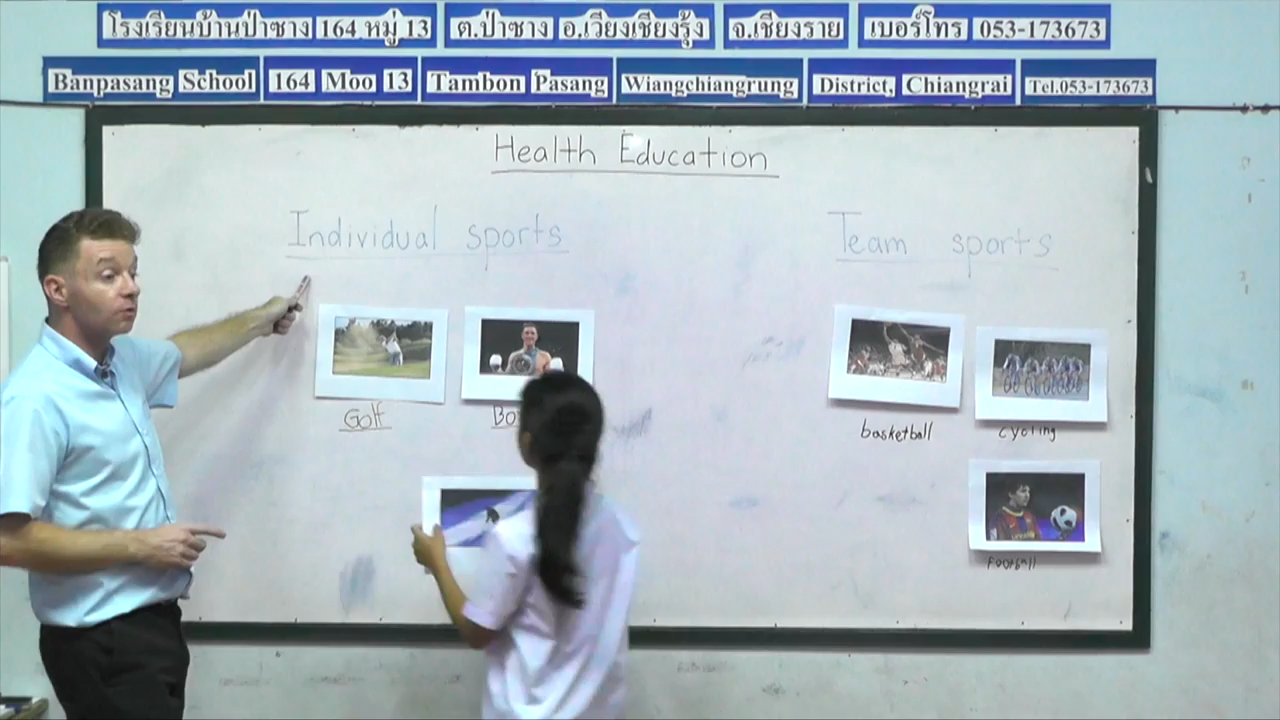 โรงเรียนบ้านป่าซาง 164 หมู่ 13 ต.ป่าซาง อ.เวียงเชียงรุ้ง จ.เชียงราย เบอร์โทร 053-173673
Banpasang School 164 Moo 13 Tambon Pasang Wiangchiangrung District, Chiangrai Tel.053-173673
Health Education
Individual sports
Team sports
Golf
basketball
cycling
football